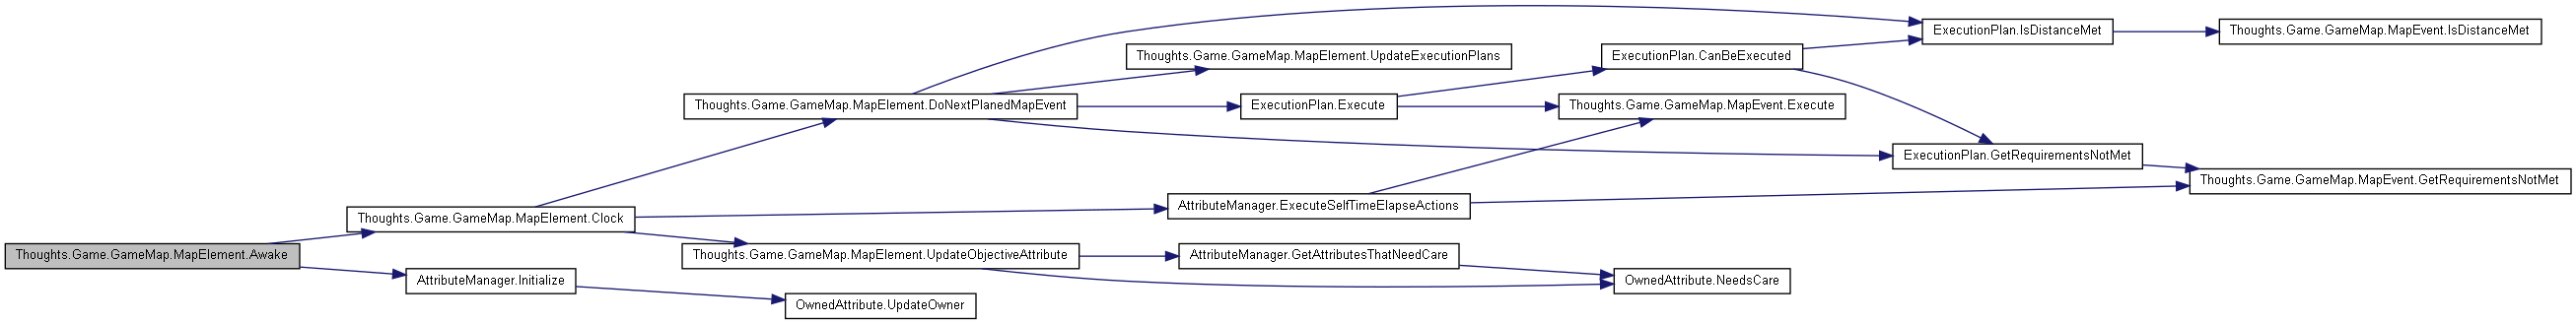 ExecutionPlan.IsDistanceMet
Thoughts.Game.GameMap.MapEvent.IsDistanceMet
Thoughts.Game.GameMap.MapElement.UpdateExecutionPlans
ExecutionPlan.CanBeExecuted
Thoughts.Game.GameMap.MapElement.DoNextPlanedMapEvent
ExecutionPlan.Execute
Thoughts.Game.GameMap.MapEvent.Execute
ExecutionPlan.GetRequirementsNotMet
Thoughts.Game.GameMap.MapEvent.GetRequirementsNotMet
AttributeManager.ExecuteSelfTimeElapseActions
Thoughts.Game.GameMap.MapElement.Clock
Thoughts.Game.GameMap.MapElement.Awake
Thoughts.Game.GameMap.MapElement.UpdateObjectiveAttribute
AttributeManager.GetAttributesThatNeedCare
AttributeManager.Initialize
OwnedAttribute.NeedsCare
OwnedAttribute.UpdateOwner